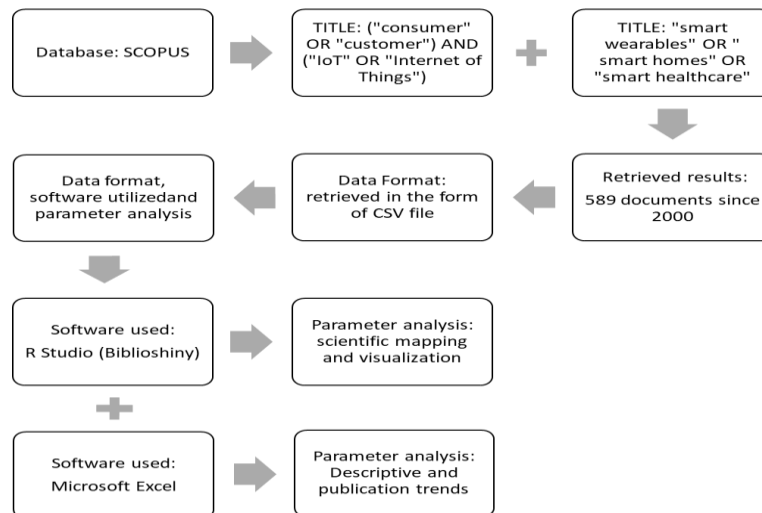 Database: SCOPUS
TITLE: ("consumer"
OR "customer") AND
("IoT" OR "Internet of
Things")
TITLE: "smart
wearables" OR "
smart homes" OR
"smart healthcare"
Retrieved results:
589 documents since
2000
Data Format:
retrieved in the form
of CSV file
Data format,
software utilizedand
parameter analysis
Software used:
R Studio (Biblioshiny)
Parameter analysis:
scientific mapping
and visualization
Software used:
Microsoft Excel
Parameter analysis:
Descriptive and
publication trends